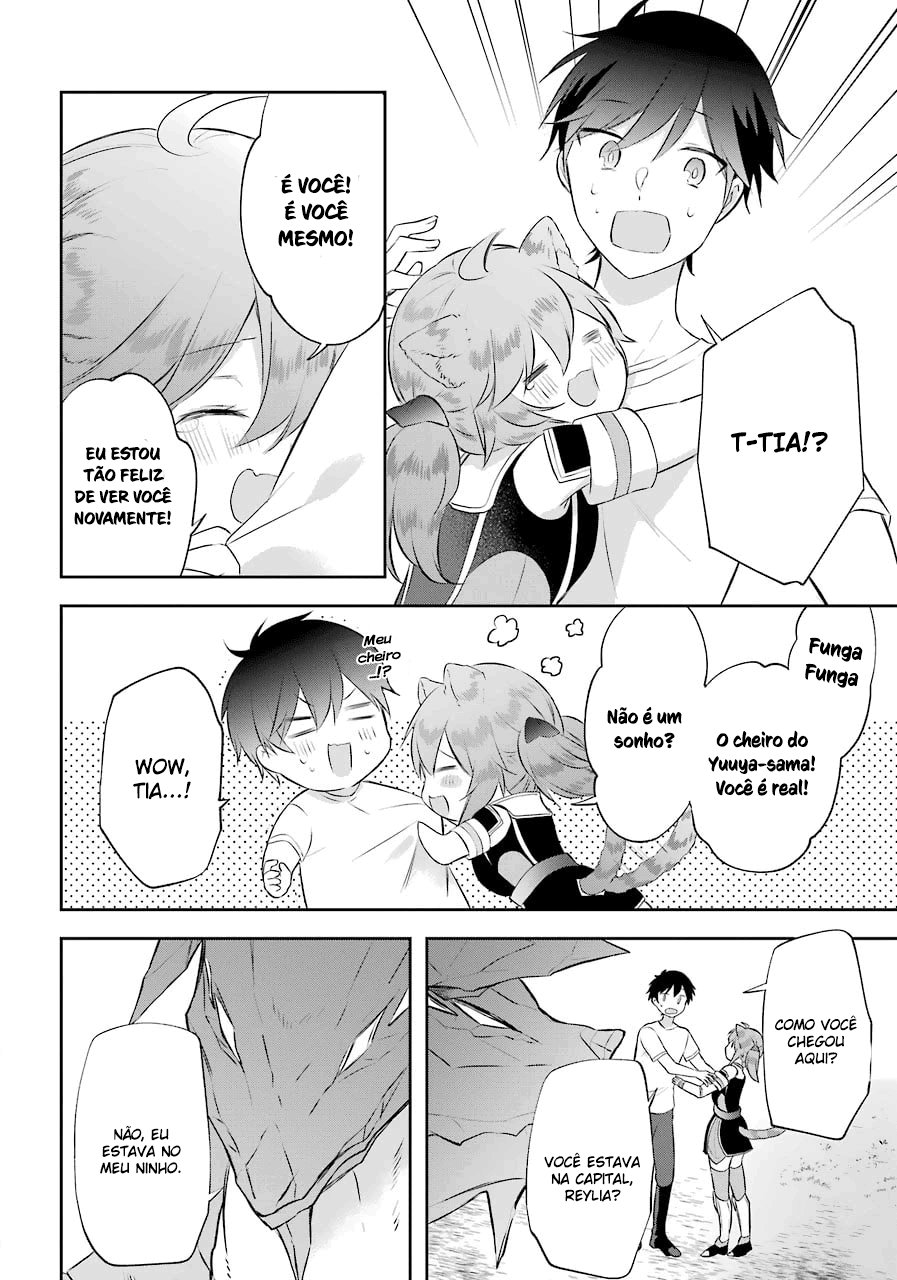 T-TIA!?
É VOCÊ!
É VOCÊ
MESMO!
EU ESTOU
TÃO FELIZ
DE VER VOCÊ
NOVAMENTE!
Funga
Funga
O cheiro do
Yuuya-sama!
Você é real!
Não é um
sonho?
Meu
cheiro
...!?
WOW,
TIA...!
COMO VOCÊ
CHEGOU
AQUI?
VOCÊ ESTAVA
NA CAPITAL,
REYLIA?
NÃO, EU
ESTAVA NO
MEU NINHO.